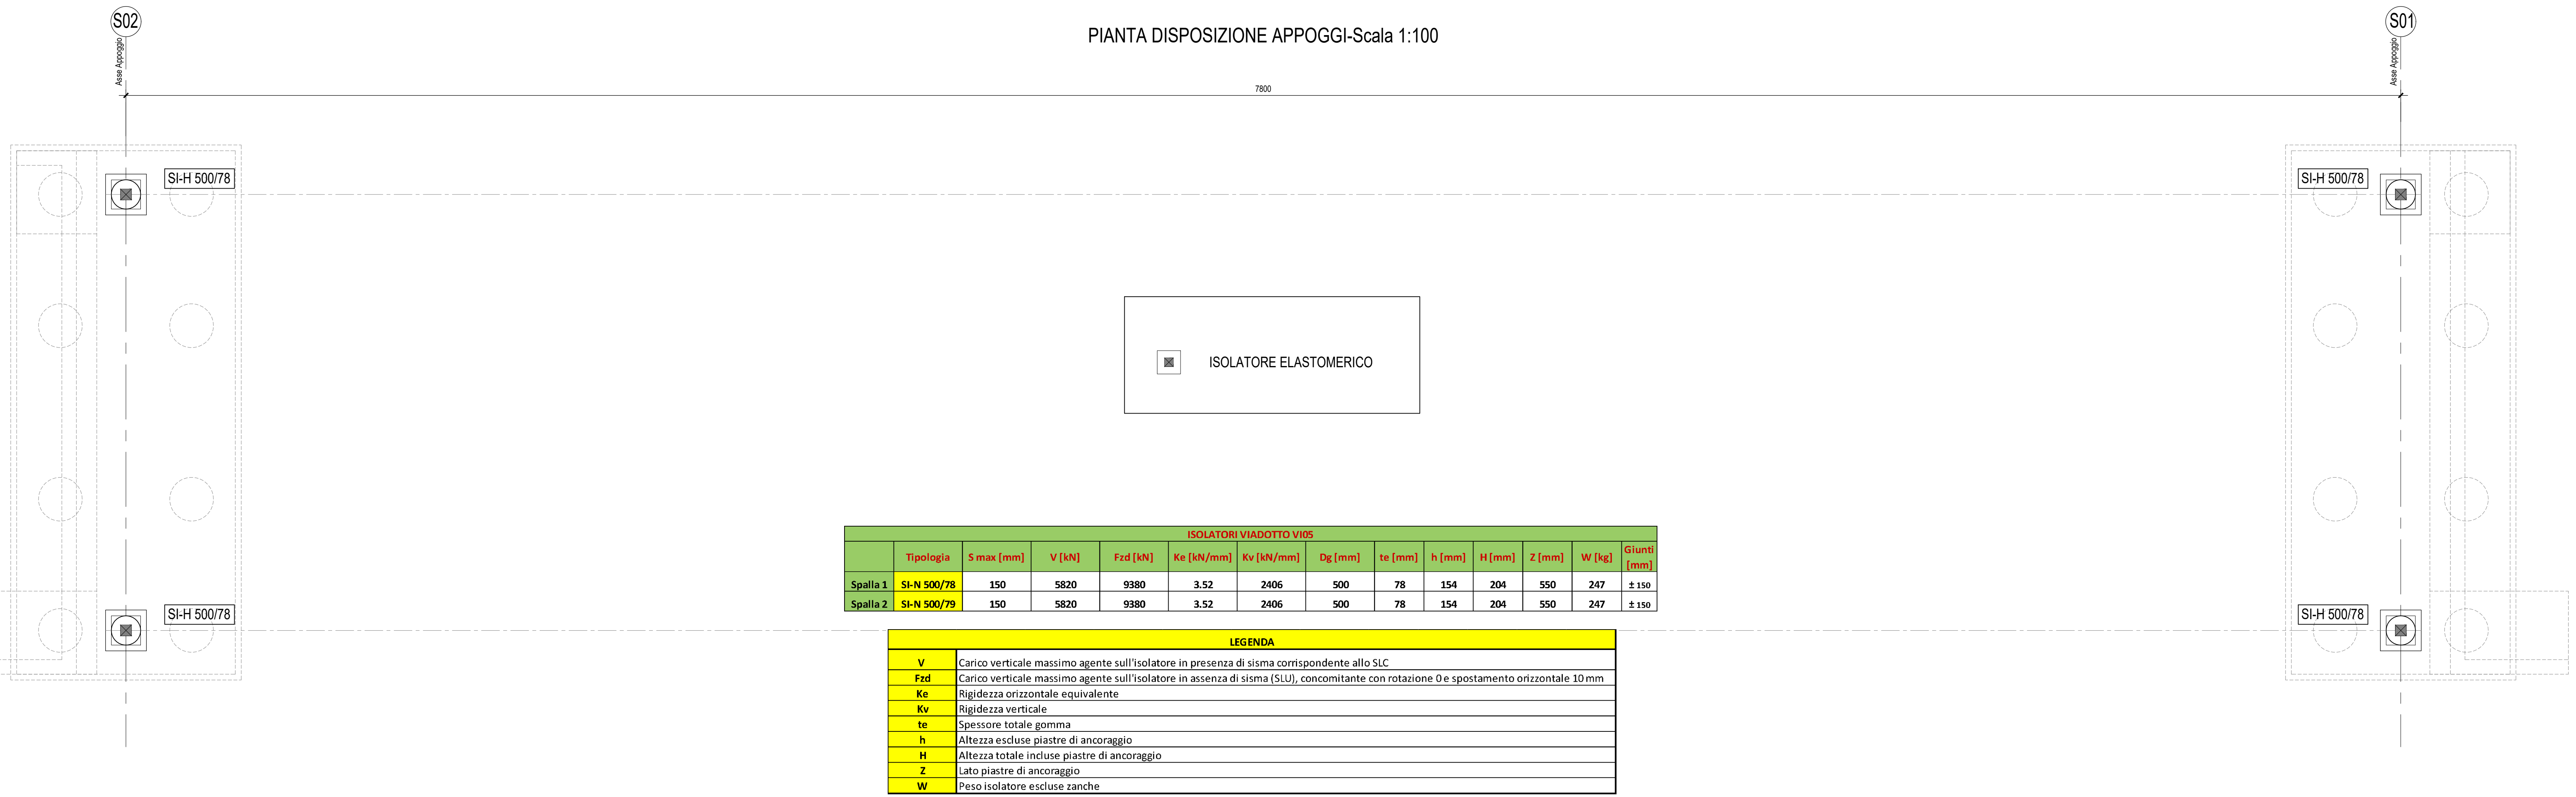 S02
PIANTA DISPOSIZIONE APPOGGI-Scala 1:100
S01
Asse Appoggio
Asse Appoggio
7800
SI-H 500/78
SI-H 500/78
ISOLATORE ELASTOMERICO
ISOLATORI VIADOTTO VI05
Tipologia S max [mm] V [kN] Fzd [kN] Ke [kN/mm] Kv [kN/mm] Dg [mm] te [mm] h [mm] H [mm] Z [mm] W [kg] Giunti [mm]
Spalla 1 SI-N 500/78 150 5820 9380 3.52 2406 500 78 154 204 550 247 ± 150
Spalla 2 SI-N 500/79 150 5820 9380 3.52 2406 500 78 154 204 550 247 ± 150
SI-H 500/78
SI-H 500/78
LEGENDA
V Carico verticale massimo agente sull'isolatore in presenza di sisma corrispondente allo SLC
Fzd Carico verticale massimo agente sull'isolatore in assenza di sisma (SLU), concomitante con rotazione 0 e spostamento orizzontale 10 mm
Ke Rigidezza orizzontale equivalente
Kv Rigidezza verticale
te Spessore totale gomma
h Altezza escluse piastre di ancoraggio
H Altezza totale incluse piastre di ancoraggio
Z Lato piastre di ancoraggio
W Peso isolatore escluse zanche